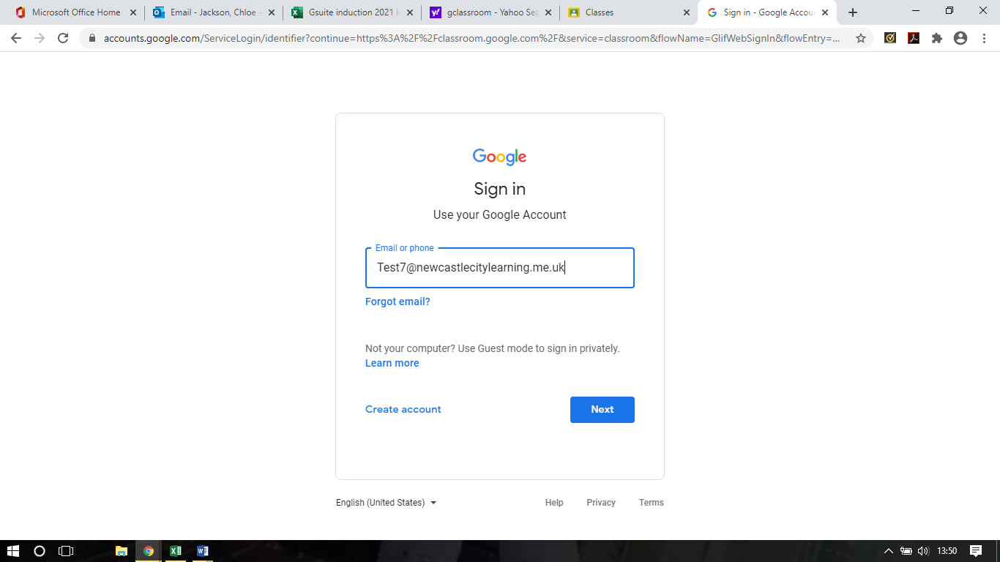 Microsoft Office Home
Email - Jackson, Chloe -
Gsuite induction 2021
gclassroom - Yahoo Sea
Classes
Sign in - Google Accou
accounts.google.com/ServiceLogin/identifier?continue=https%3A%2F%2Fclassroom.google.com%2F&service=classroom&flowName=GlifWebSignIn&flowEntry=...
Google
Sign in
Use your Google Account
Email or phone
Test7@newcastlecitylearning.me.uk
Forgot email?
Not your computer? Use Guest mode to sign in privately.
Learn more
Create account
Next
English (United States)
Help
Privacy
Terms
13:50